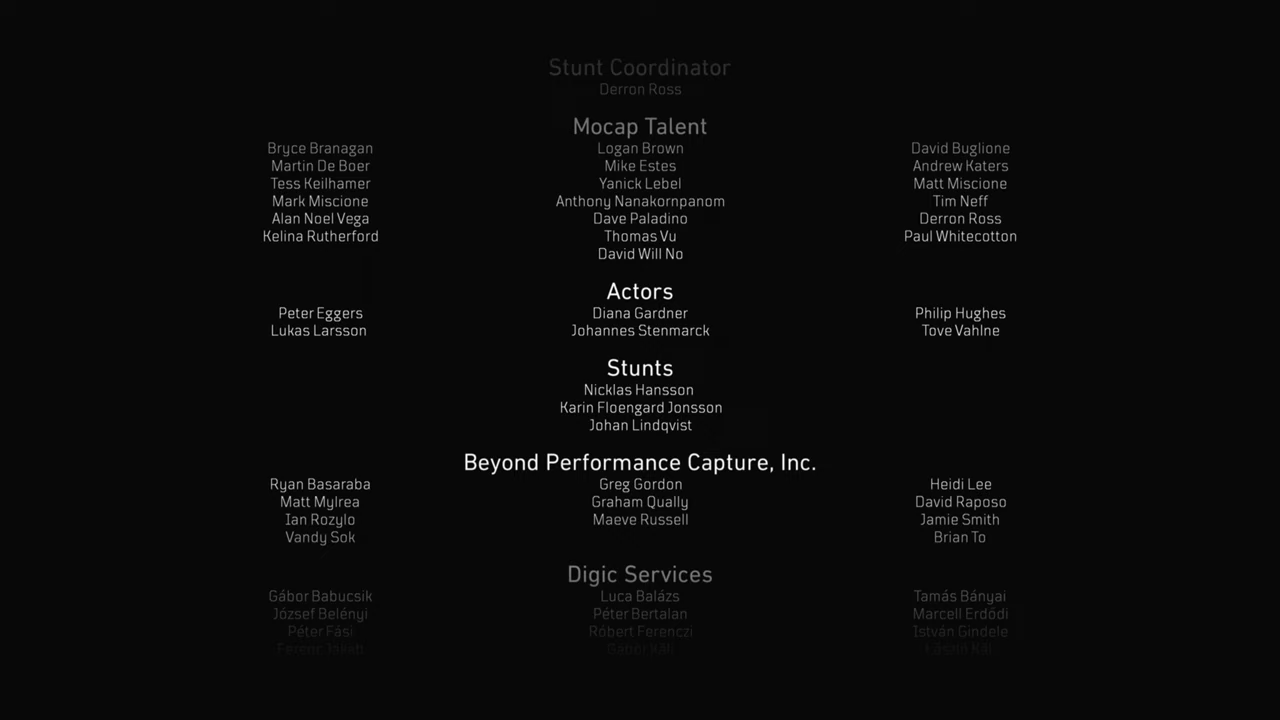 Stunt Coordinator
Derron Ross
Mocap Talent
Bryce Branagan Logan Brown David Buglione
Martin De Boer Mike Estes Andrew Katers
Tess Keilhamer Yanick Lebel Matt Miscione
Mark Miscione Anthony Nanakornpanom Tim Neff
Alan Noel Vega Dave Paladino Derron Ross
Kelina Rutherford Thomas Vu Paul Whitecotton
David Will No
Actors
Peter Eggers Diana Gardner Philip Hughes
Lukas Larsson Johannes Stenmarck Tove Vahlne
Stunts
Nicklas Hansson
Karin Floengard Jonsson
Johan Lindqvist
Beyond Performance Capture, Inc.
Ryan Basaraba Greg Gordon Heidi Lee
Matt Mylrea Graham Qually David Raposo
Ian Rozylo Maeve Russell Jamie Smith
Vandy Sok Brian To
Digic Services
Gábor Babucsik Luca Balázs Tamás Bányai
József Belényi Péter Bertalan Marcell Erdődi
Péter Fási Róbert Ferenczi István Gindele